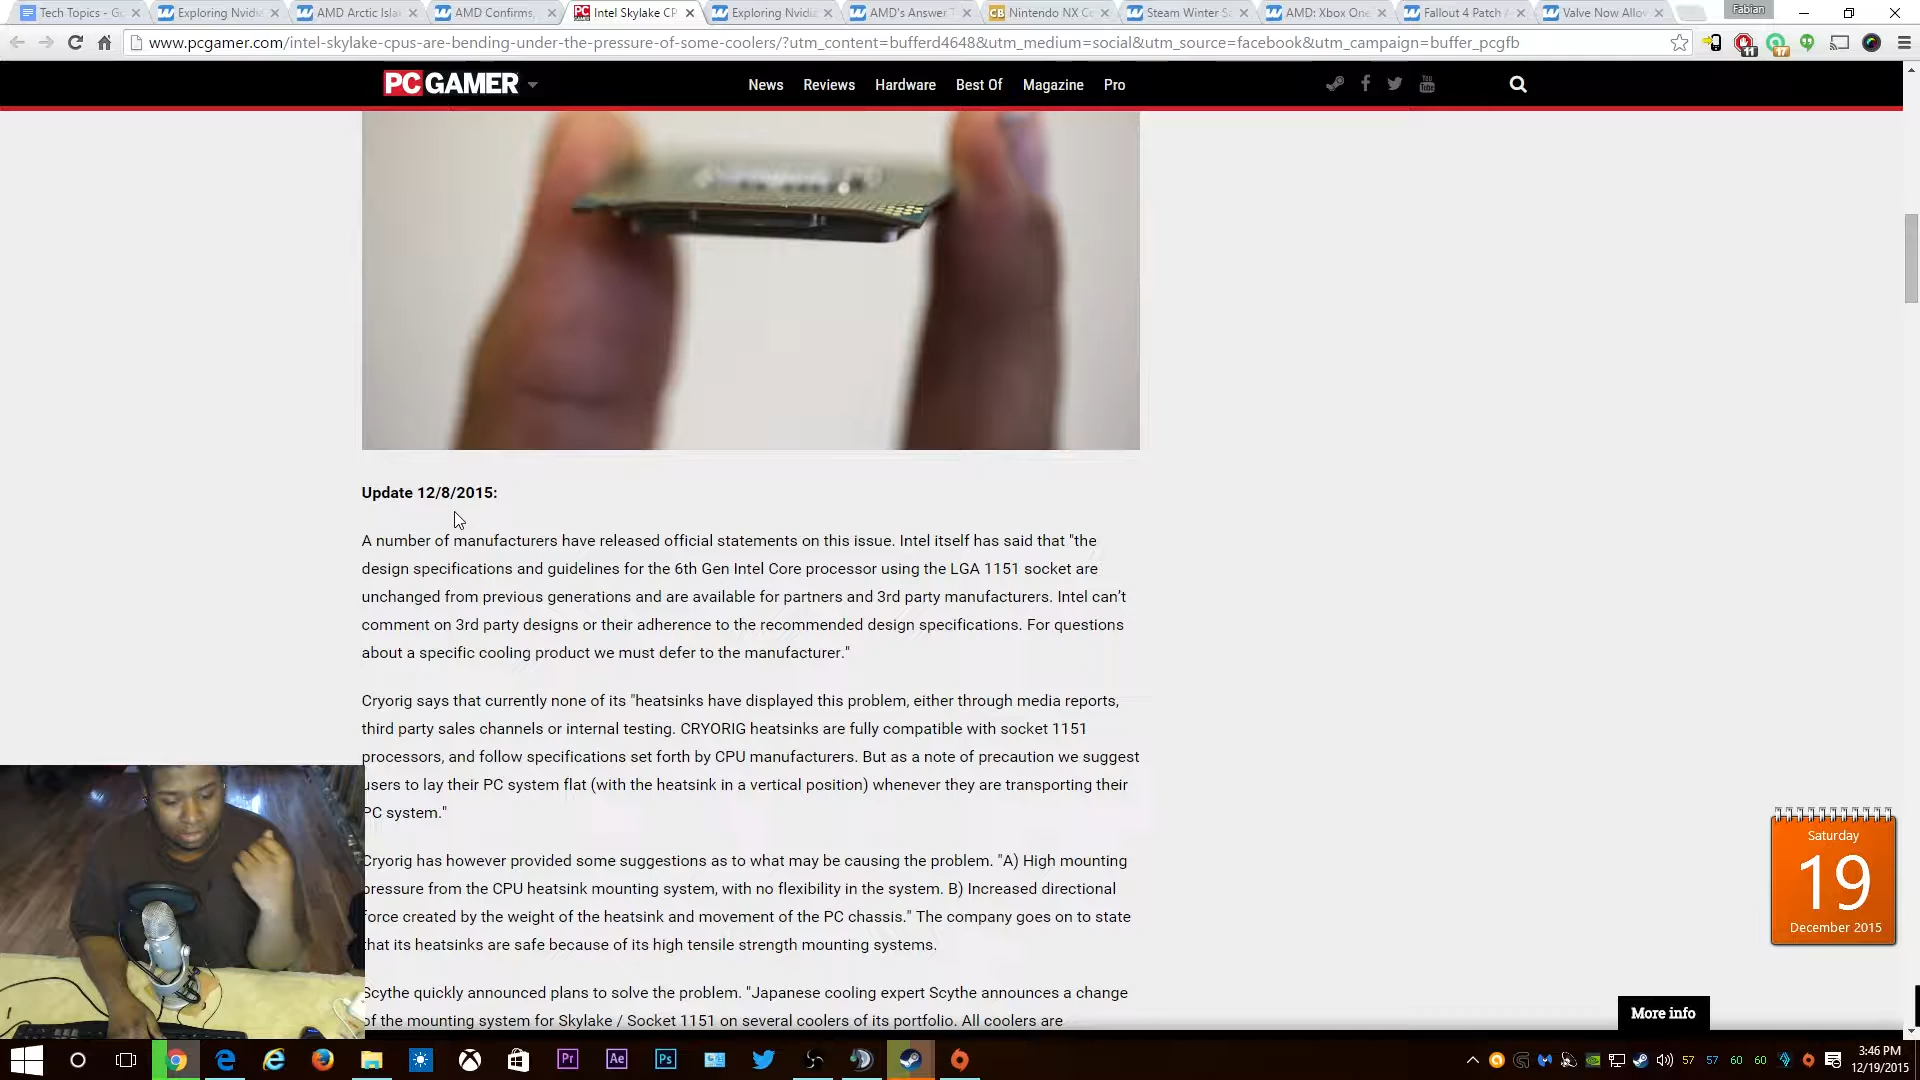 Tech Topics - G
Exploring Nvidi
AMD Arctic Isla
AMD Confirms
Intel Skylake CP
Exploring Nvidi
AMD's Answer T
Nintendo NX C
Steam Winter S
AMD: Xbox One
Fallout 4 Patch
Valve Now Allo
Fabian
www.pcgamer.com/intel-skylake-cpus-are-bending-under-the-pressure-of-some-coolers/?utm_content=bufferd4648&utm_medium=social&utm_source=facebook&utm_campaign=buffer_pcgfb
11
17
PC GAMER
News Reviews Hardware Best Of Magazine Pro
Update 12/8/2015:
A number of manufacturers have released official statements on this issue. Intel itself has said that "the
design specifications and guidelines for the 6th Gen Intel Core processor using the LGA 1151 socket are
unchanged from previous generations and are available for partners and 3rd party manufacturers. Intel can't
comment on 3rd party designs or their adherence to the recommended design specifications. For questions
about a specific cooling product we must defer to the manufacturer."
Cryorig says that currently none of its "heatsinks have displayed this problem, either through media reports,
third party sales channels or internal testing. CRYORIG heatsinks are fully compatible with socket 1151
processors, and follow specifications set forth by CPU manufacturers. But as a note of precaution we suggest
users to lay their PC system flat (with the heatsink in a vertical position) whenever they are transporting their
PC system."
Cryorig has however provided some suggestions as to what may be causing the problem. "A) High mounting
pressure from the CPU heatsink mounting system, with no flexibility in the system. B) Increased directional
force created by the weight of the heatsink and movement of the PC chassis." The company goes on to state
that its heatsinks are safe because of its high tensile strength mounting systems.
Scythe quickly announced plans to solve the problem. "Japanese cooling expert Scythe announces a change
of the mounting system for Skylake / Socket 1151 on several coolers of its portfolio. All coolers are
Saturday
19
December 2015
More info
Pr
Ae
Ps
57 57 60 60
3:46 PM
12/19/2015